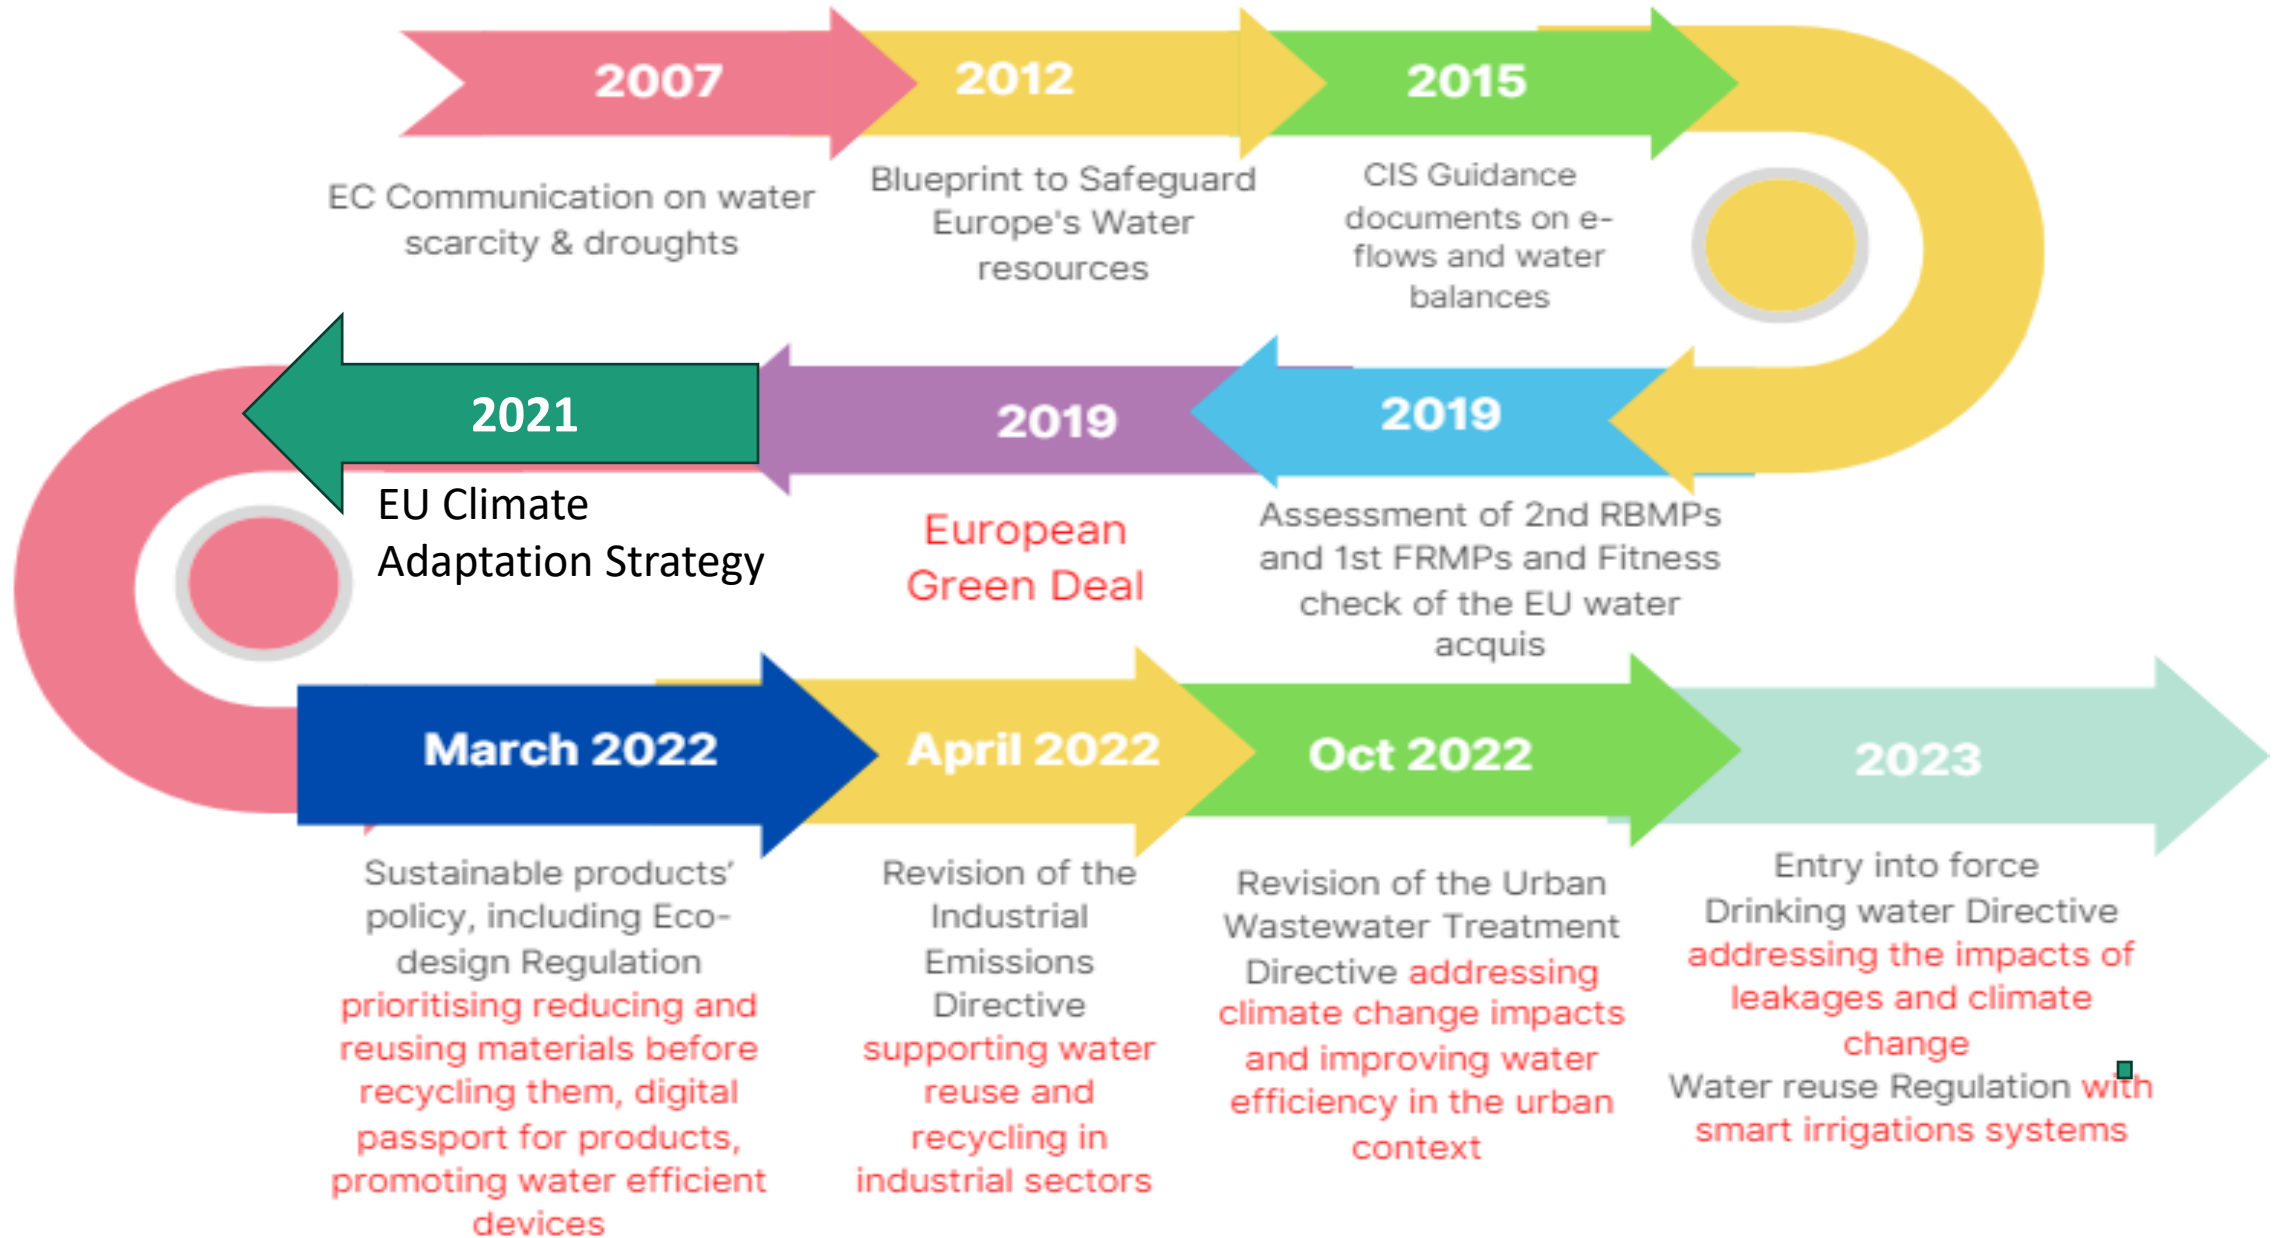 2007
EC Communication on water
scarcity & droughts
2012
Blueprint to Safeguard
Europe's Water
resources
2015
CIS Guidance
documents on e-
flows and water
balances
2019
Assessment of 2nd RBMPs
and 1st FRMPs and Fitness
check of the EU water
acquis
2019
European
Green Deal
2021
EU Climate
Adaptation Strategy
March 2022
Sustainable products’
policy, including Eco-
design Regulation
prioritising reducing and
reusing materials before
recycling them, digital
passport for products,
promoting water efficient
devices
April 2022
Revision of the
Industrial
Emissions
Directive
supporting water
reuse and
recycling in
industrial sectors
Oct 2022
Revision of the Urban
Wastewater Treatment
Directive addressing
climate change impacts
and improving water
efficiency in the urban
context
2023
Entry into force
Drinking water Directive
addressing the impacts of
leakages and climate
change
Water reuse Regulation with
smart irrigations systems